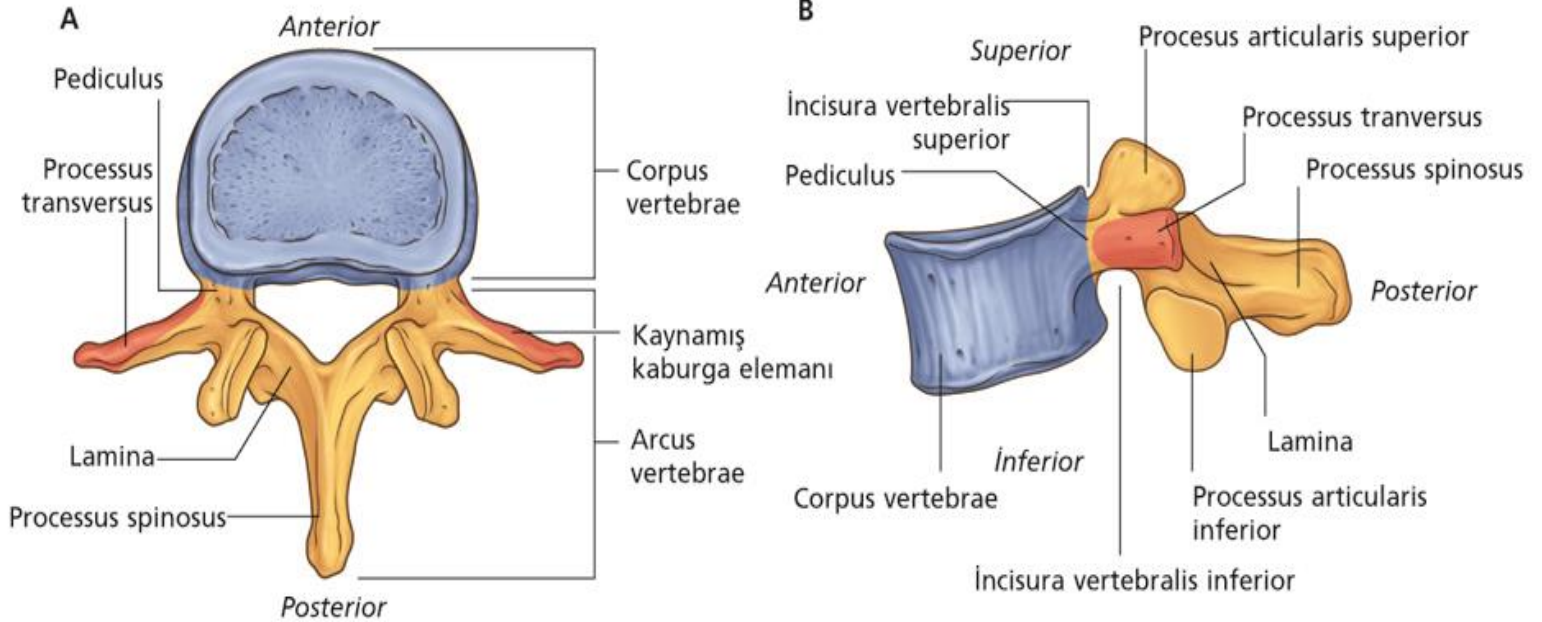 A
Anterior
Pediculus
Processus
transversus
Corpus
vertebrae
Kaynamış
kaburga elemanı
Lamina
Arcus
vertebrae
Processus spinosus
Posterior
B
Superior
Procesus articularis superior
İncisura vertebralis
superior
Processus tranversus
Pediculus
Processus spinosus
Anterior
Posterior
İnferior
Lamina
Corpus vertebrae
Processus articularis
inferior
İncisura vertebralis inferior